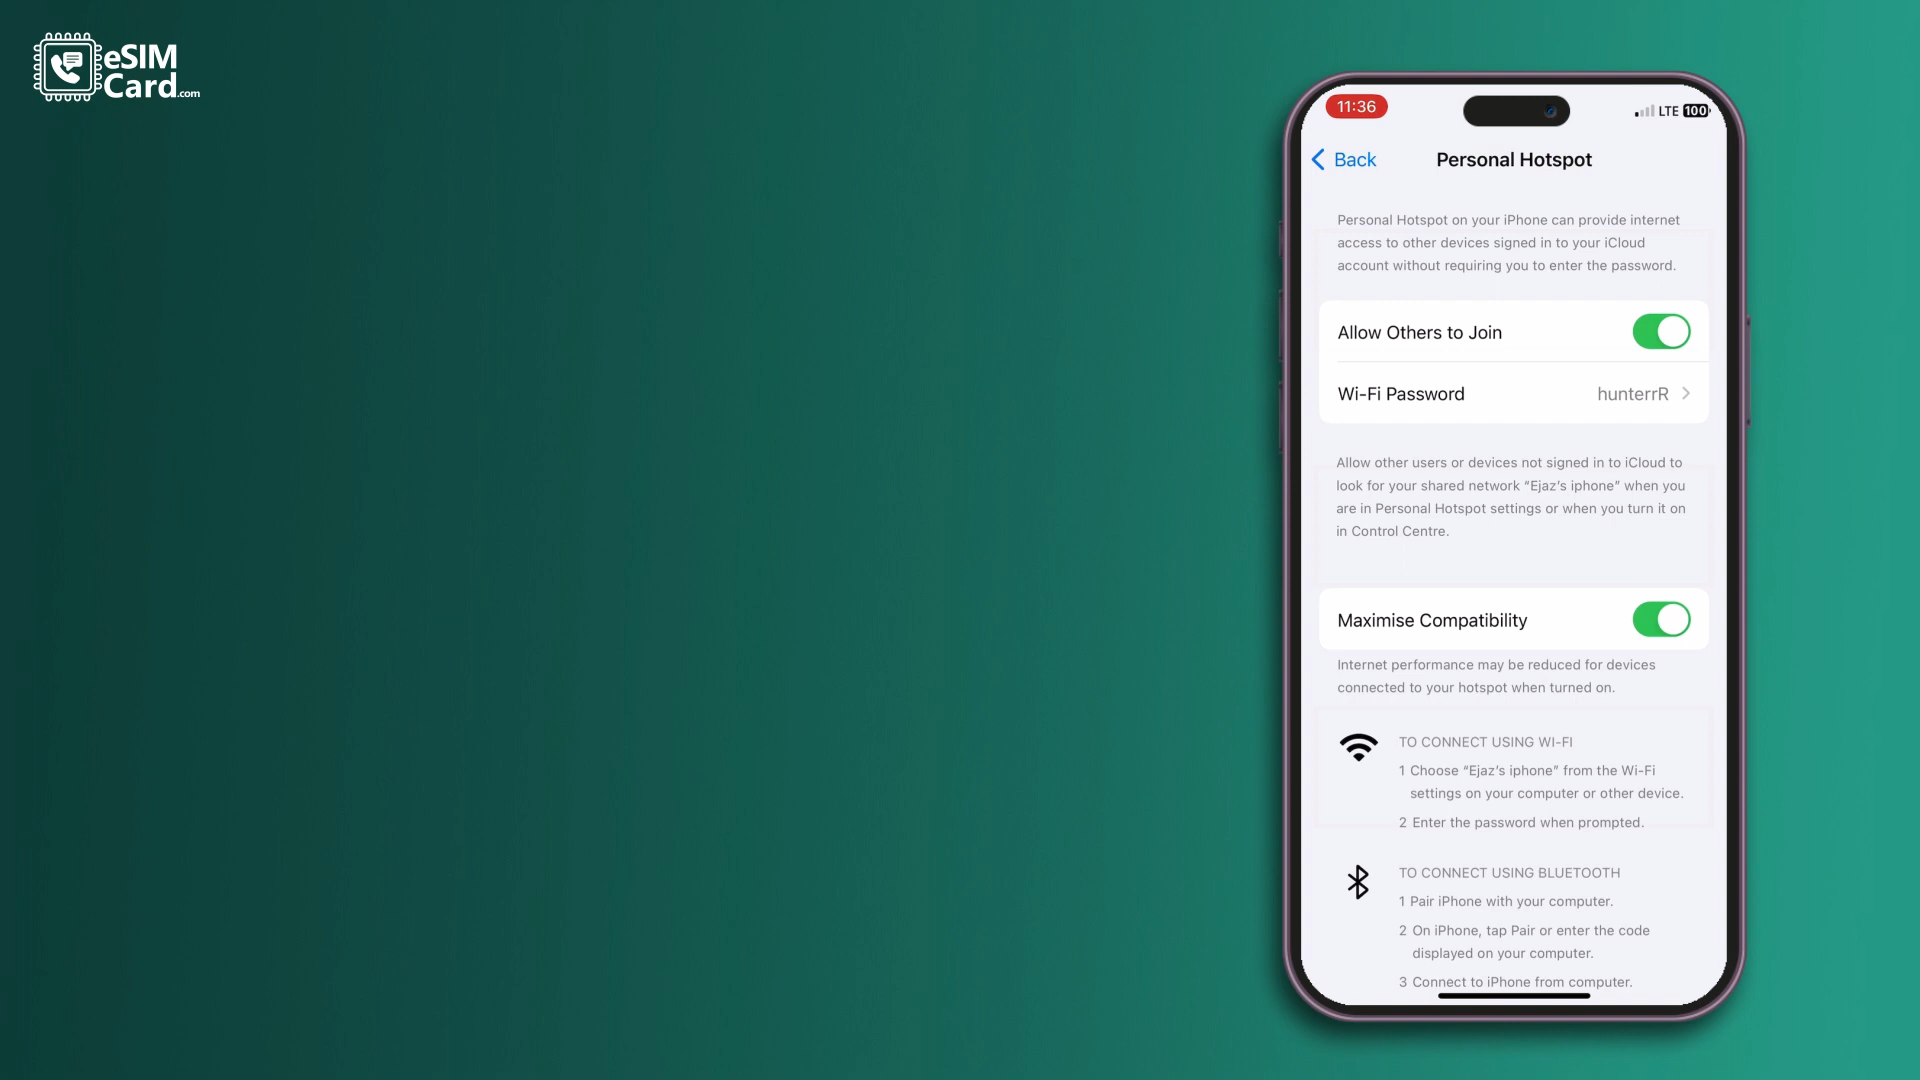 eSIM
Card.com
11:36
LTE 100
Back
Personal Hotspot
Personal Hotspot on your iPhone can provide internet
access to other devices signed in to your iCloud
account without requiring you to enter the password.
Allow Others to Join
Wi-Fi Password hunterrR
Allow other users or devices not signed in to iCloud to
look for your shared network “Ejaz’s iphone” when you
are in Personal Hotspot settings or when you turn it on
in Control Centre.
Maximise Compatibility
Internet performance may be reduced for devices
connected to your hotspot when turned on.
TO CONNECT USING WI-FI
1 Choose “Ejaz’s iphone” from the Wi-Fi
settings on your computer or other device.
2 Enter the password when prompted.
TO CONNECT USING BLUETOOTH
1 Pair iPhone with your computer.
2 On iPhone, tap Pair or enter the code
displayed on your computer.
3 Connect to iPhone from computer.